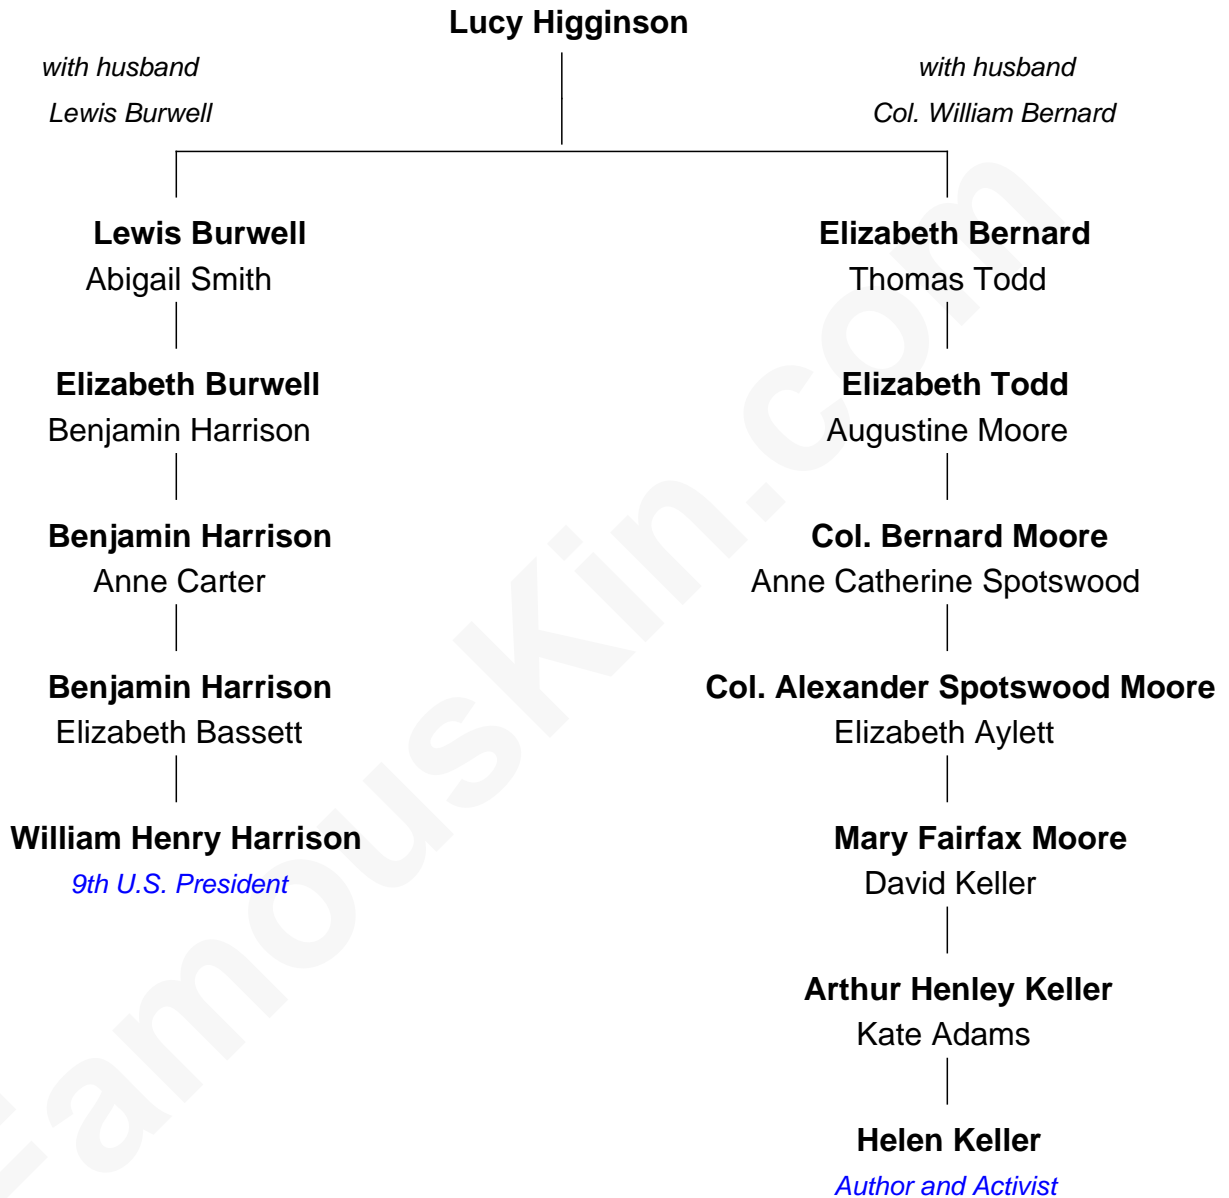 Lucy Higginson
with husband
Lewis Burwell
with husband
Col. William Bernard
Lewis Burwell
Abigail Smith
Elizabeth Bernard
Thomas Todd
Elizabeth Burwell
Benjamin Harrison
Elizabeth Todd
Augustine Moore
Benjamin Harrison
Anne Carter
Col. Bernard Moore
Anne Catherine Spotswood
Benjamin Harrison
Elizabeth Bassett
Col. Alexander Spotswood Moore
Elizabeth Aylett
William Henry Harrison
9th U.S. President
Mary Fairfax Moore
David Keller
Arthur Henley Keller
Kate Adams
Helen Keller
Author and Activist
FamousKin.com